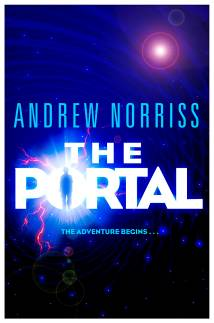 ANDREW NORRISS
THE
PORTAL
THE ADVENTURE BEGINS...